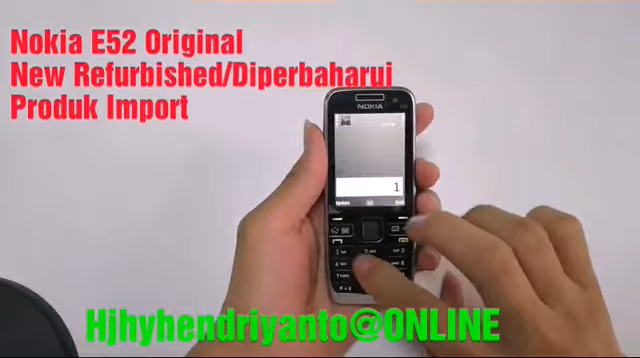 Nokia E52 Original
New Refurbished/Diperbaharui
Produk Import
NOKIA
1
Hjhyhendriyanto@ONLINE